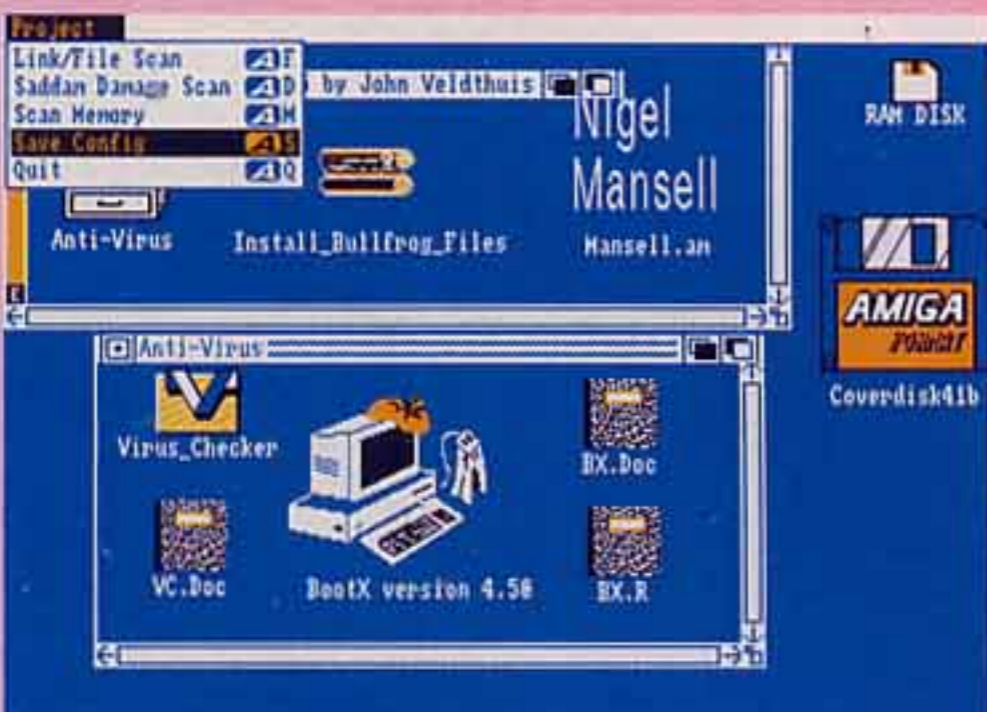 Project
Link/File Scan A F
Saddam Damage Scan A D
Scan Memory A M
Save Config A S
Quit A Q
by John Veldthuis
Nigel
Mansell
RAM DISK
Anti-Virus
Install_Bullfrog_Files
Mansell.am
AMIGA
FORMAT
Coverdisk41b
Anti-Virus
Virus_Checker
BX.Doc
VC.Doc
BootX version 4.50
BX.R